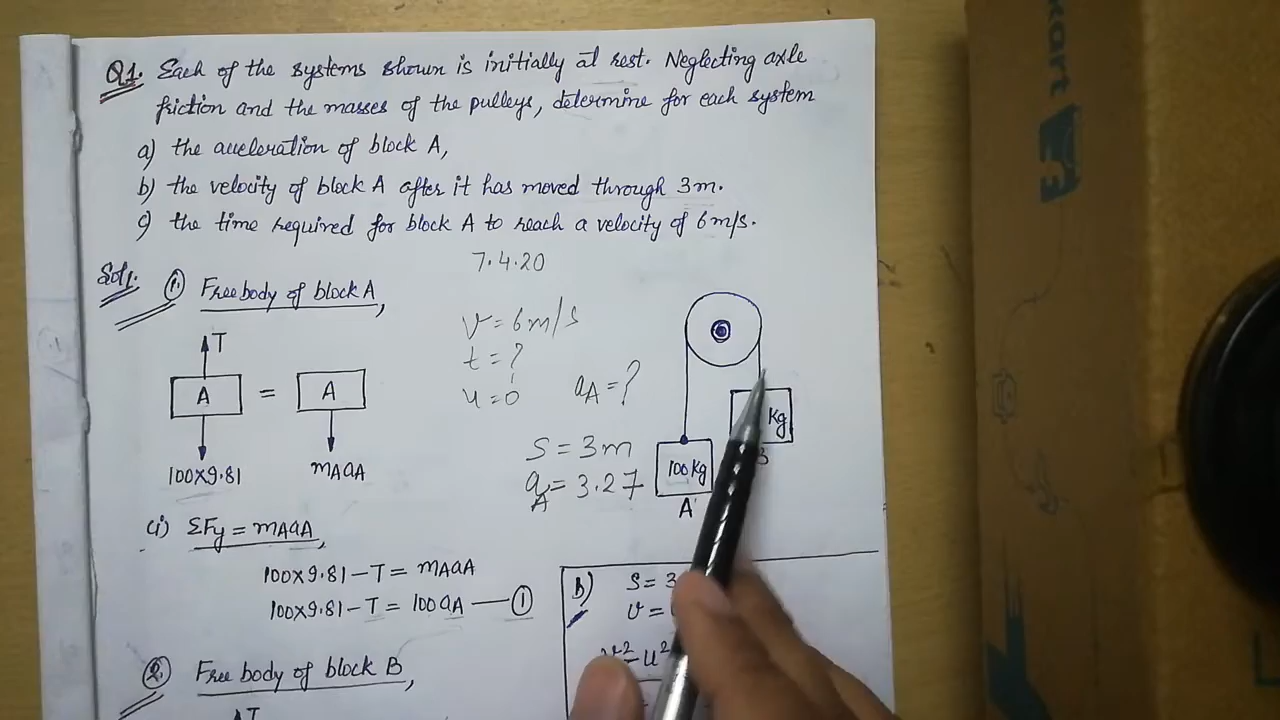 Q1. Each of the systems shown is initially at rest. Neglecting axle
friction and the masses of the pulleys, determine for each system
a) the acceleration of block A,
b) the velocity of block A after it has moved through 3m.
c) the time required for block A to reach a velocity of 6m/s.
7.4.20
Sol1. 1. Free body of block A,
T
A = A
100×9.81
mAaA
V = 6m/s
t = ?
u = 0
aA = ?
S = 3m
aA = 3.27
Kg
100Kg
A
(i) ΣFy = mAaA,
100×9.81 – T = mAaA
100×9.81 – T = 100aA — 1
2. Free body of block B,
T
B) S = 3
v =